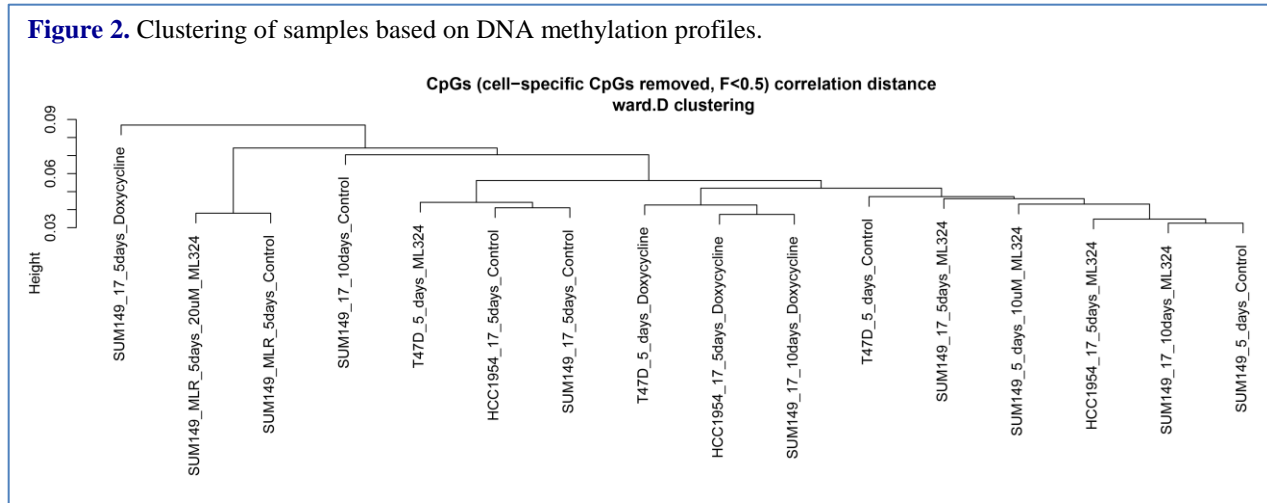 Figure 2. Clustering of samples based on DNA methylation profiles.
CpGs (cell−specific CpGs removed, F<0.5) correlation distance
ward.D clustering
Height
0.03
0.06
0.09
SUM149_17_5days_Doxycycline
SUM149_MLR_5days_20uM_ML324
SUM149_MLR_5days_Control
SUM149_17_10days_Control
T47D_5_days_ML324
HCC1954_17_5days_Control
SUM149_17_5days_Control
T47D_5_days_Doxycycline
HCC1954_17_5days_Doxycycline
SUM149_17_10days_Doxycycline
T47D_5_days_Control
SUM149_17_5days_ML324
SUM149_5_days_10uM_ML324
HCC1954_17_5days_ML324
SUM149_17_10days_ML324
SUM149_5_days_Control